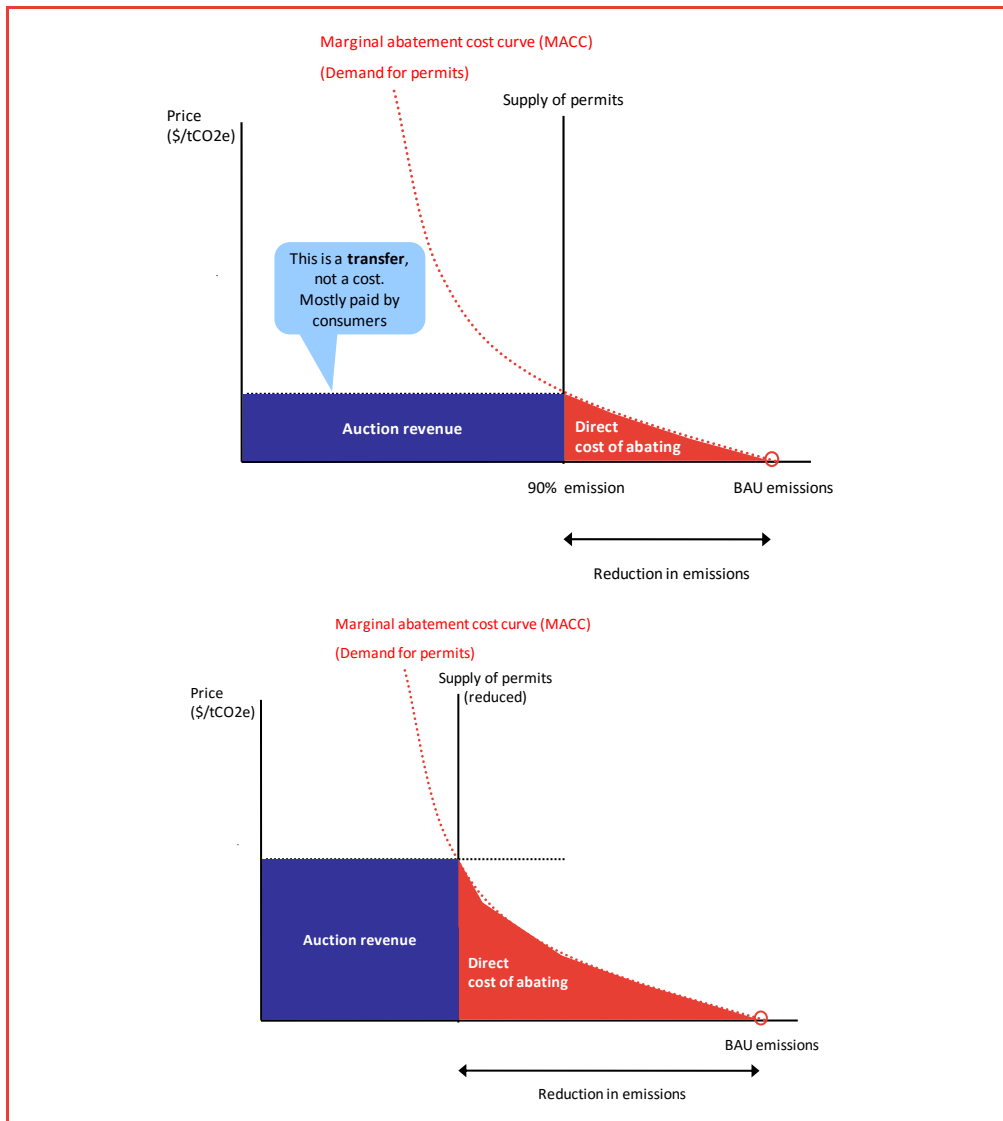 Marginal abatement cost curve (MACC)
(Demand for permits)
Supply of permits
Price
($/tCO2e)
This is a transfer,
not a cost.
Mostly paid by
consumers
Auction revenue
Direct
cost of abating
90% emission
BAU emissions
Reduction in emissions
Marginal abatement cost curve (MACC)
(Demand for permits)
Supply of permits
(reduced)
Price
($/tCO2e)
Auction revenue
Direct
cost of abating
BAU emissions
Reduction in emissions